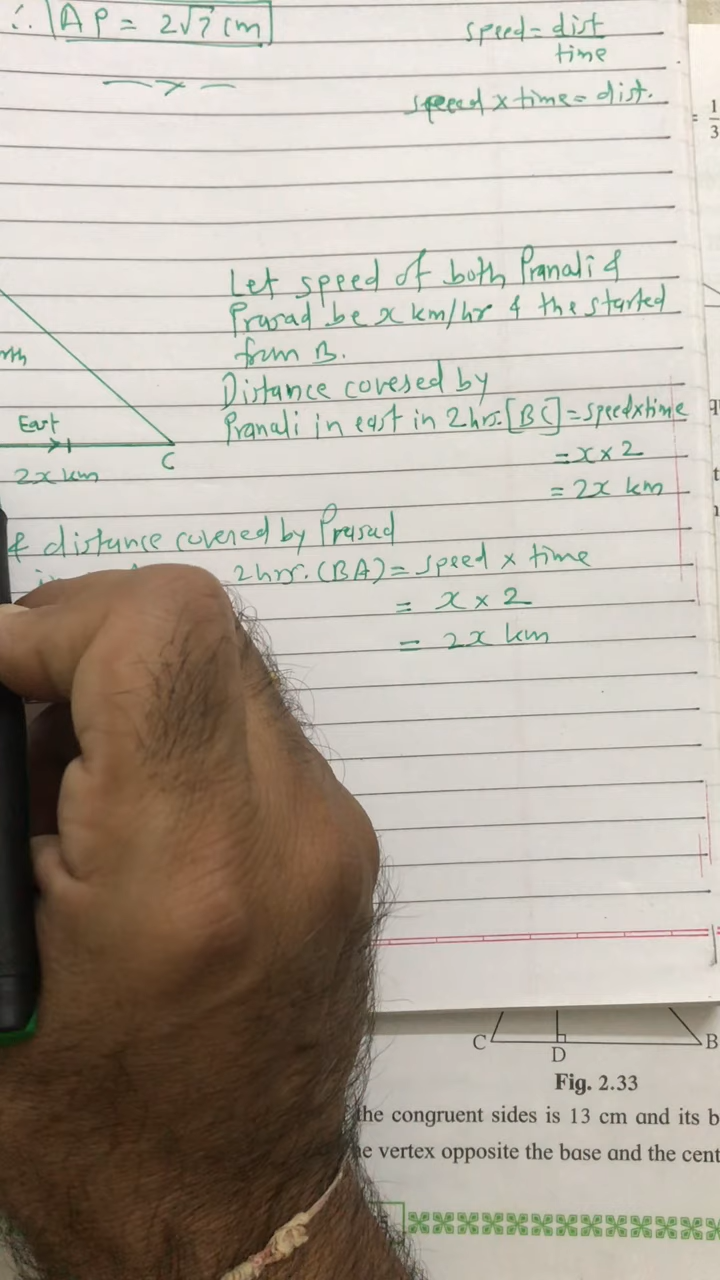 ∴ AP = 2√7 cm
speed = dist
time
speed x time = dist.
= 1
3
Let speed of both Pranali &
Prasad be x km/hr & the started
from B.
Distance covered by
East
Pranali in east in 2hrs. [BC] = speed x time
= x × 2
C
2x km
= 2x km
& distance covered by Prasad
2hrs. (BA) = speed x time
= x × 2
= 2x km
C
D
B
Fig. 2.33
the congruent sides is 13 cm and its b
vertex opposite the base and the cent